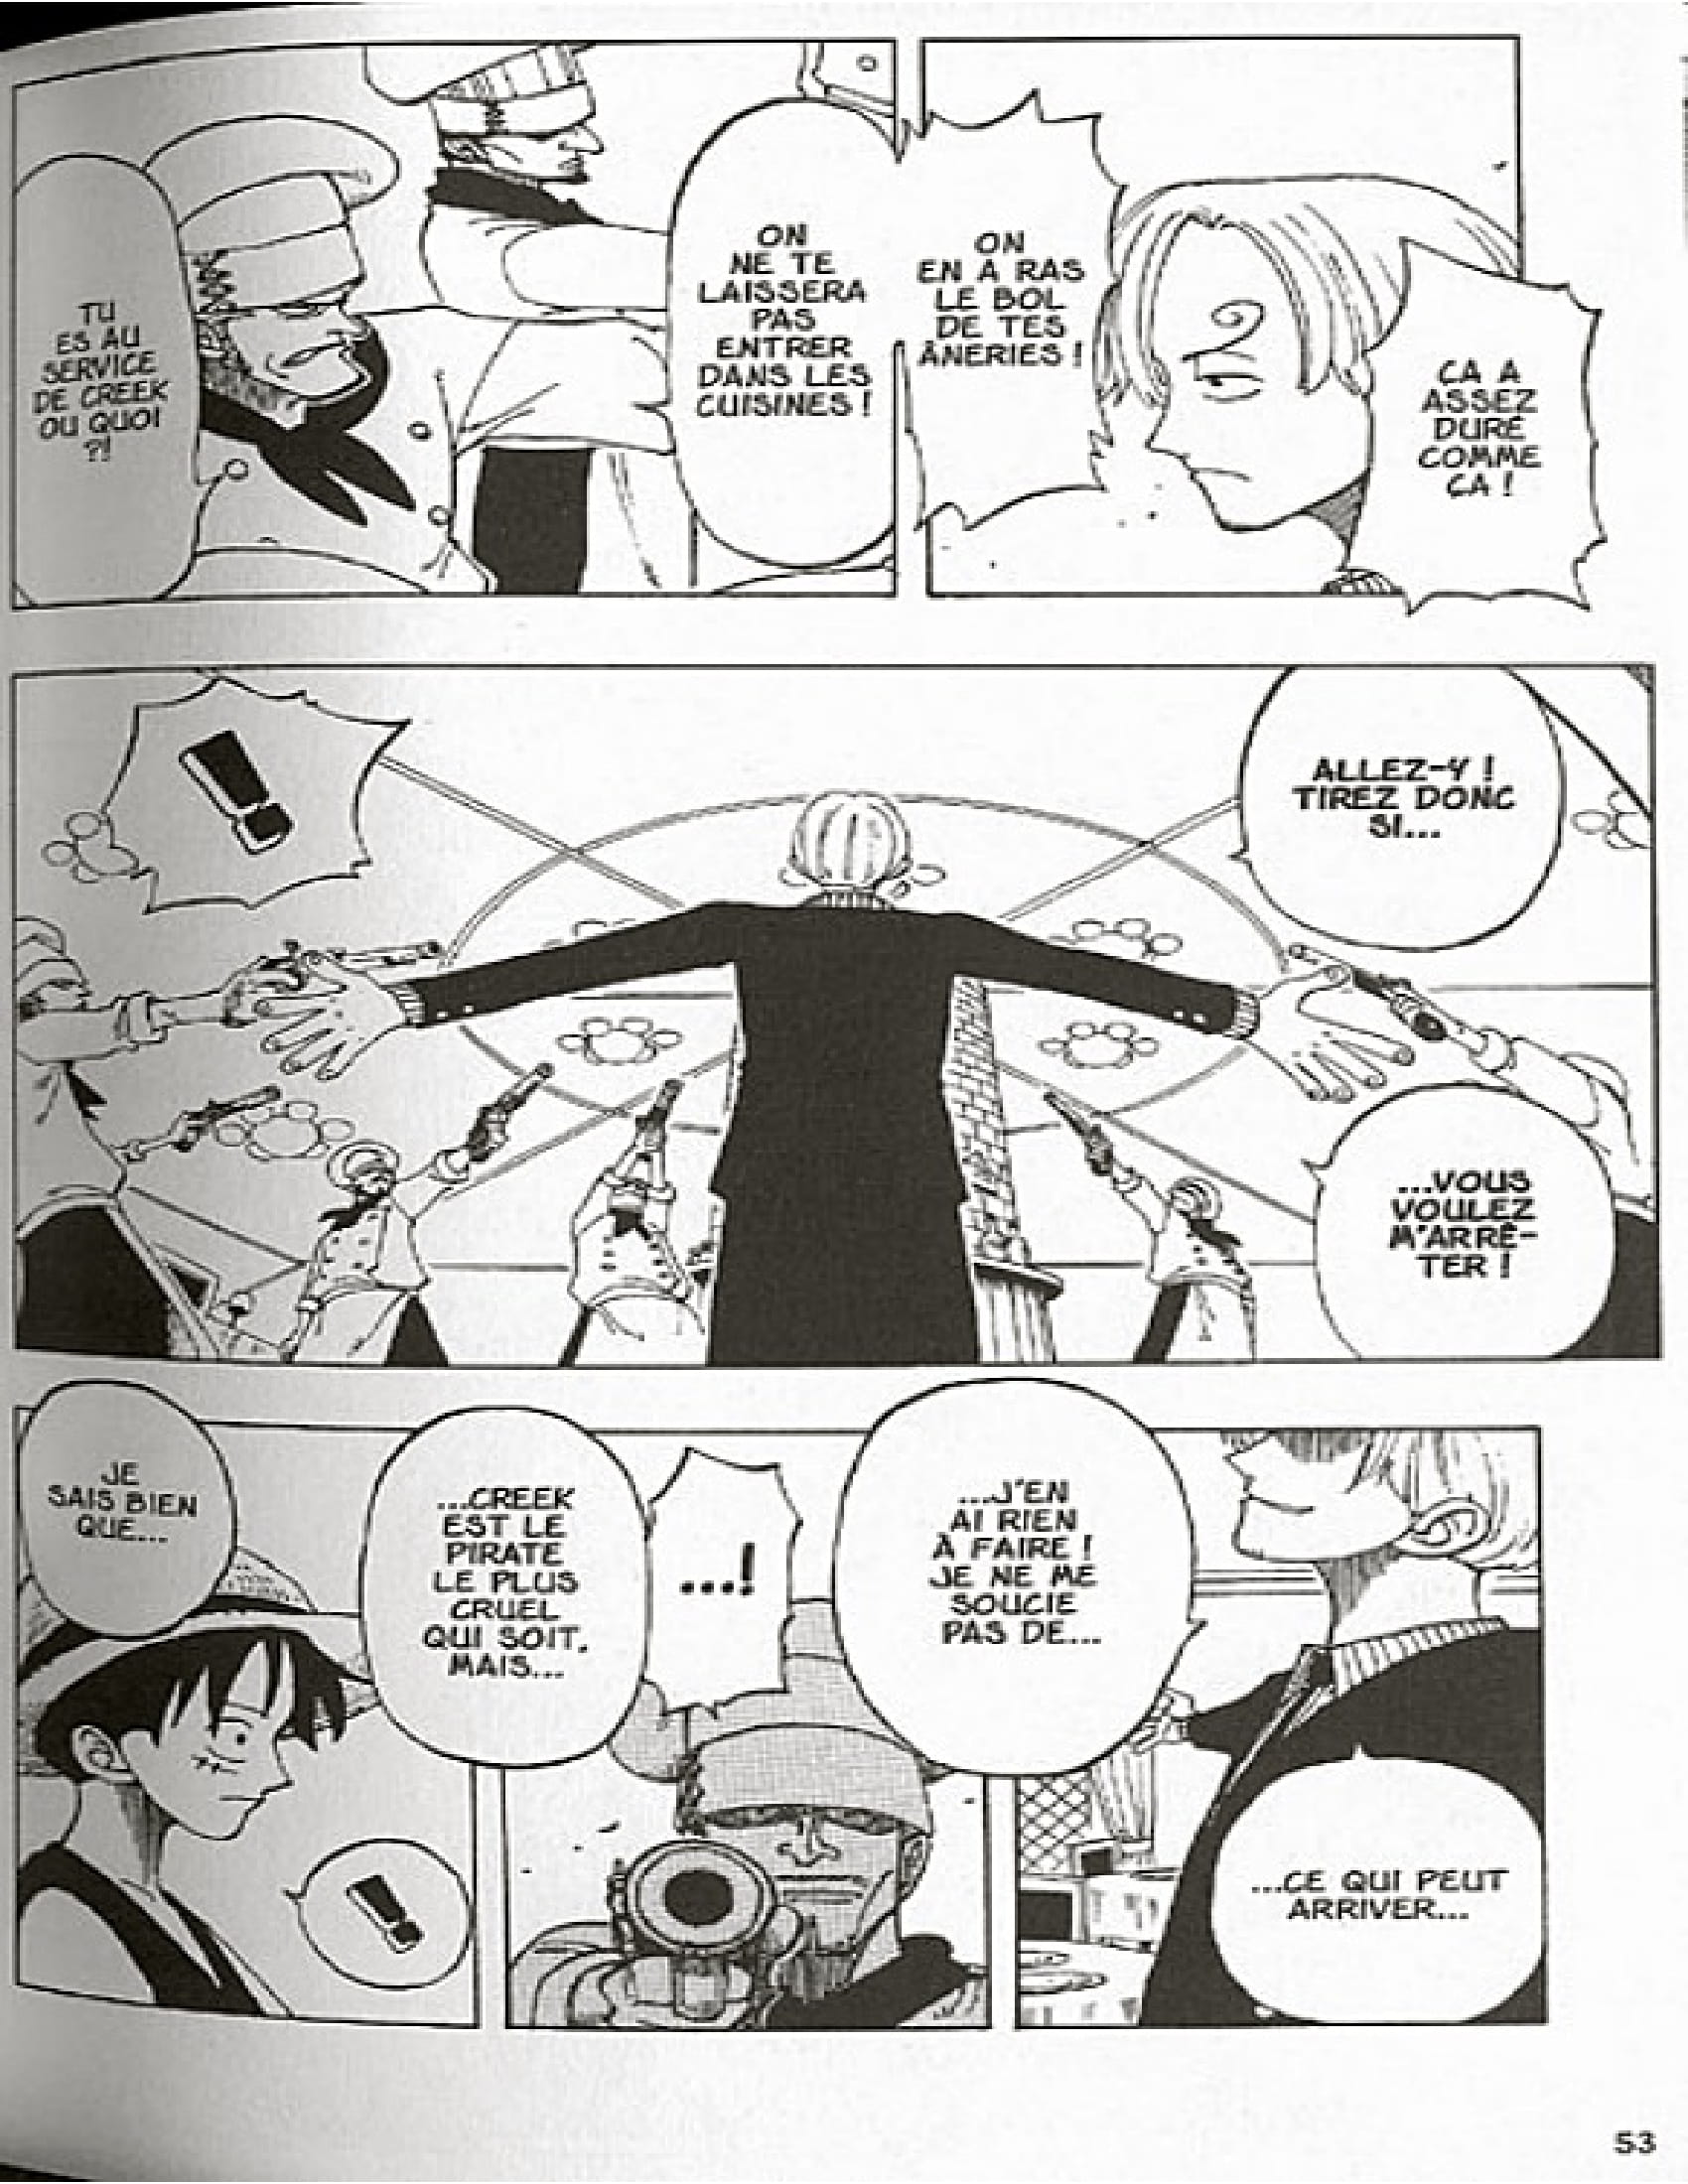 TU
ES AU
SERVICE
DE CREEK
OU QUOI
?!
ON
NE TE
LAISSERA
PAS
ENTRER
DANS LES
CUISINES !
ON
EN A RAS
LE BOL
DE TES
ÂNERIES !
ÇA A
ASSEZ
DURÉ
COMME
ÇA !
!
ALLEZ-Y !
TIREZ DONC
SI...
...VOUS
VOULEZ
M'ARRÊ-
TER !
JE
SAIS BIEN
QUE...
!
...CREEK
EST LE
PIRATE
LE PLUS
CRUEL
QUI SOIT,
MAIS...
...!
...J'EN
AI RIEN
À FAIRE !
JE NE ME
SOUCIE
PAS DE...
...CE QUI PEUT
ARRIVER...
53